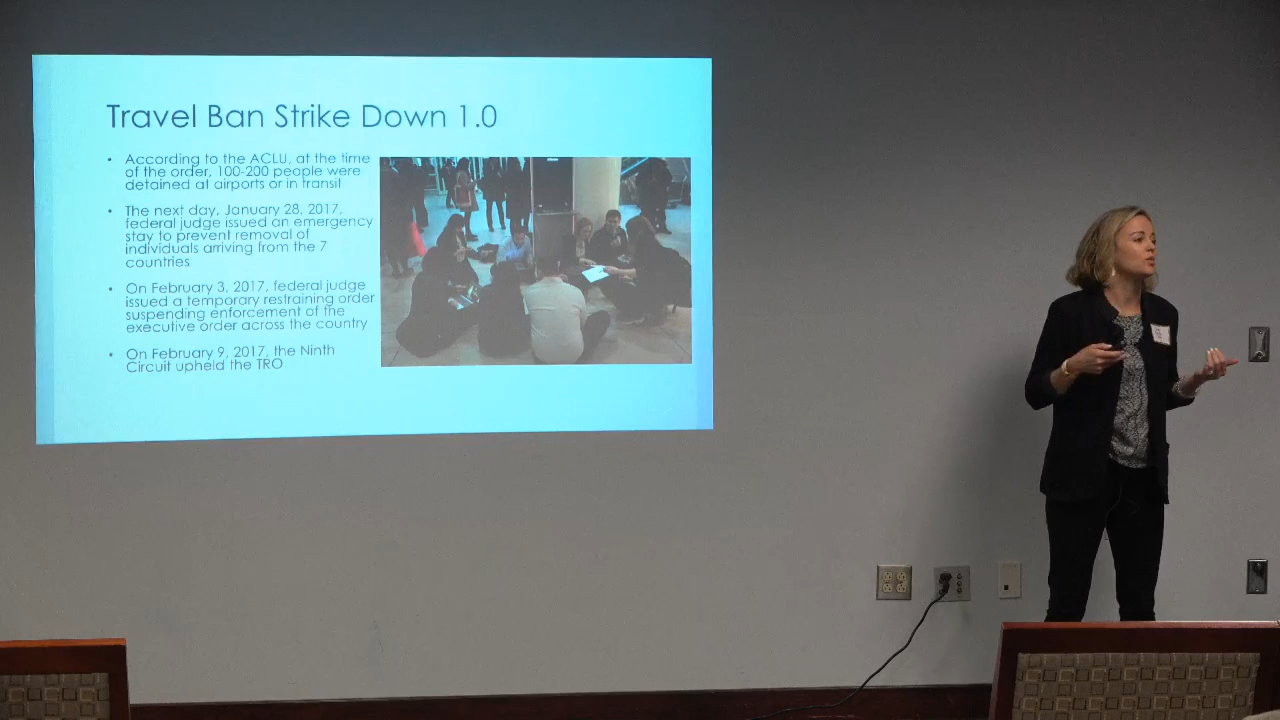 Travel Ban Strike Down 1.0
• According to the ACLU, at the time
of the order, 100-200 people were
detained at airports or in transit
• The next day, January 28, 2017,
federal judge issued an emergency
stay to prevent removal of
individuals arriving from the 7
countries
• On February 3, 2017, federal judge
issued a temporary restraining order
suspending enforcement of the
executive order across the country
• On February 9, 2017, the Ninth
Circuit upheld the TRO